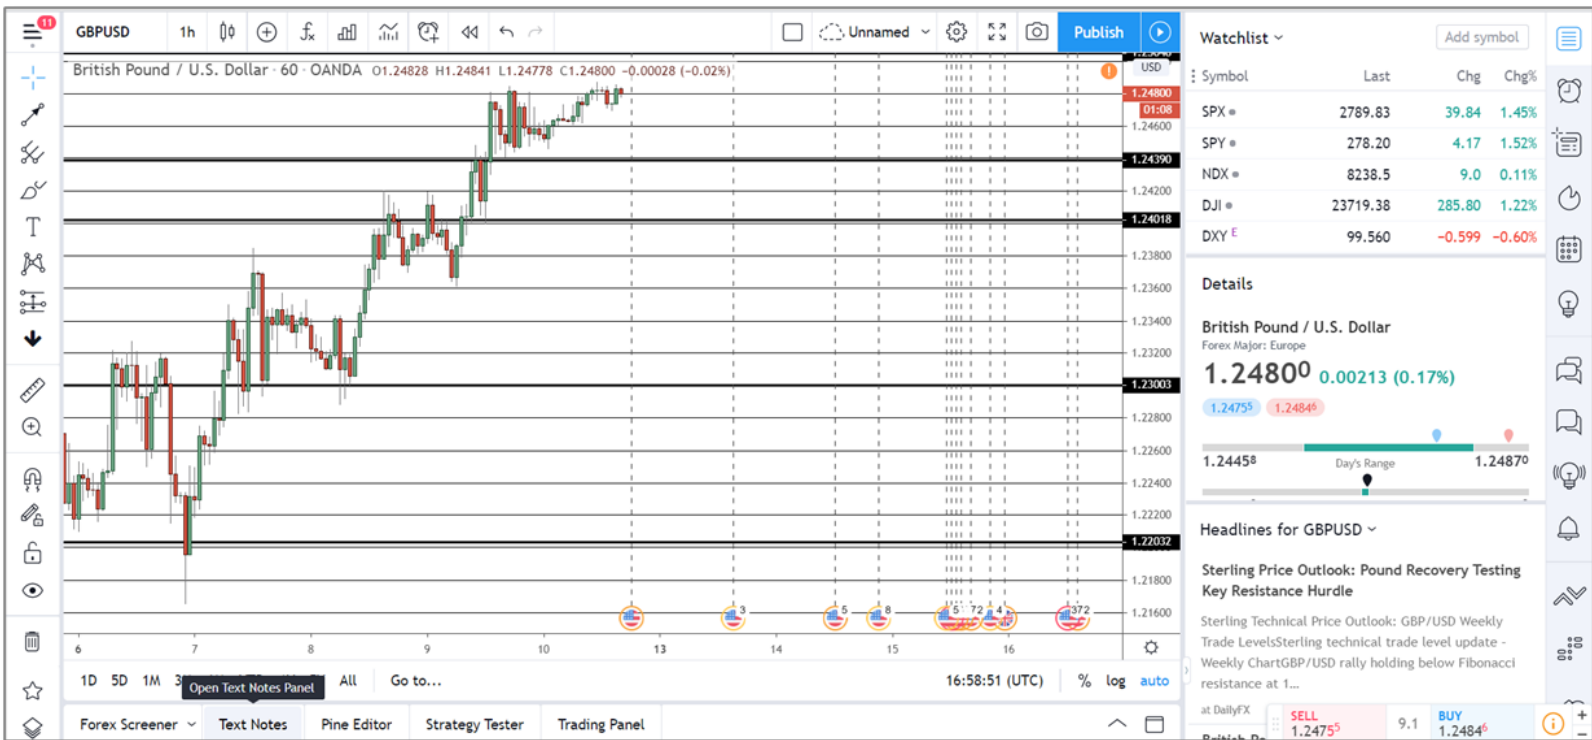 11
GBPUSD
1h
Unnamed
Publish
British Pound / U.S. Dollar · 60 · OANDA O1.24828 H1.24841 L1.24778 C1.24800 −0.00028 (−0.02%)
USD
1.24800
01:08
1.24600
1.24390
1.24200
1.24018
1.23800
1.23600
1.23400
1.23200
1.23003
1.22800
1.22600
1.22400
1.22200
1.22032
1.21800
1.21600
3
5
8
5
72
4
372
6 7 8 9 10 13 14 15 16
1D 5D 1M
All
Go to...
16:58:51 (UTC)
% log auto
Open Text Notes Panel
Forex Screener
Text Notes
Pine Editor
Strategy Tester
Trading Panel
Watchlist
Add symbol
Symbol Last Chg Chg%
SPX 2789.83 39.84 1.45%
SPY 278.20 4.17 1.52%
NDX 8238.5 9.0 0.11%
DJI 23719.38 285.80 1.22%
DXY E 99.560 −0.599 −0.60%
Details
British Pound / U.S. Dollar
Forex Major: Europe
1.24800 0.00213 (0.17%)
1.24755 1.24846
1.24458 Day's Range 1.24870
Headlines for GBPUSD
Sterling Price Outlook: Pound Recovery Testing
Key Resistance Hurdle
Sterling Technical Price Outlook: GBP/USD Weekly
Trade LevelsSterling technical trade level update -
Weekly ChartGBP/USD rally holding below Fibonacci
resistance at 1...
at DailyFX
SELL
1.24755
9.1
BUY
1.24846